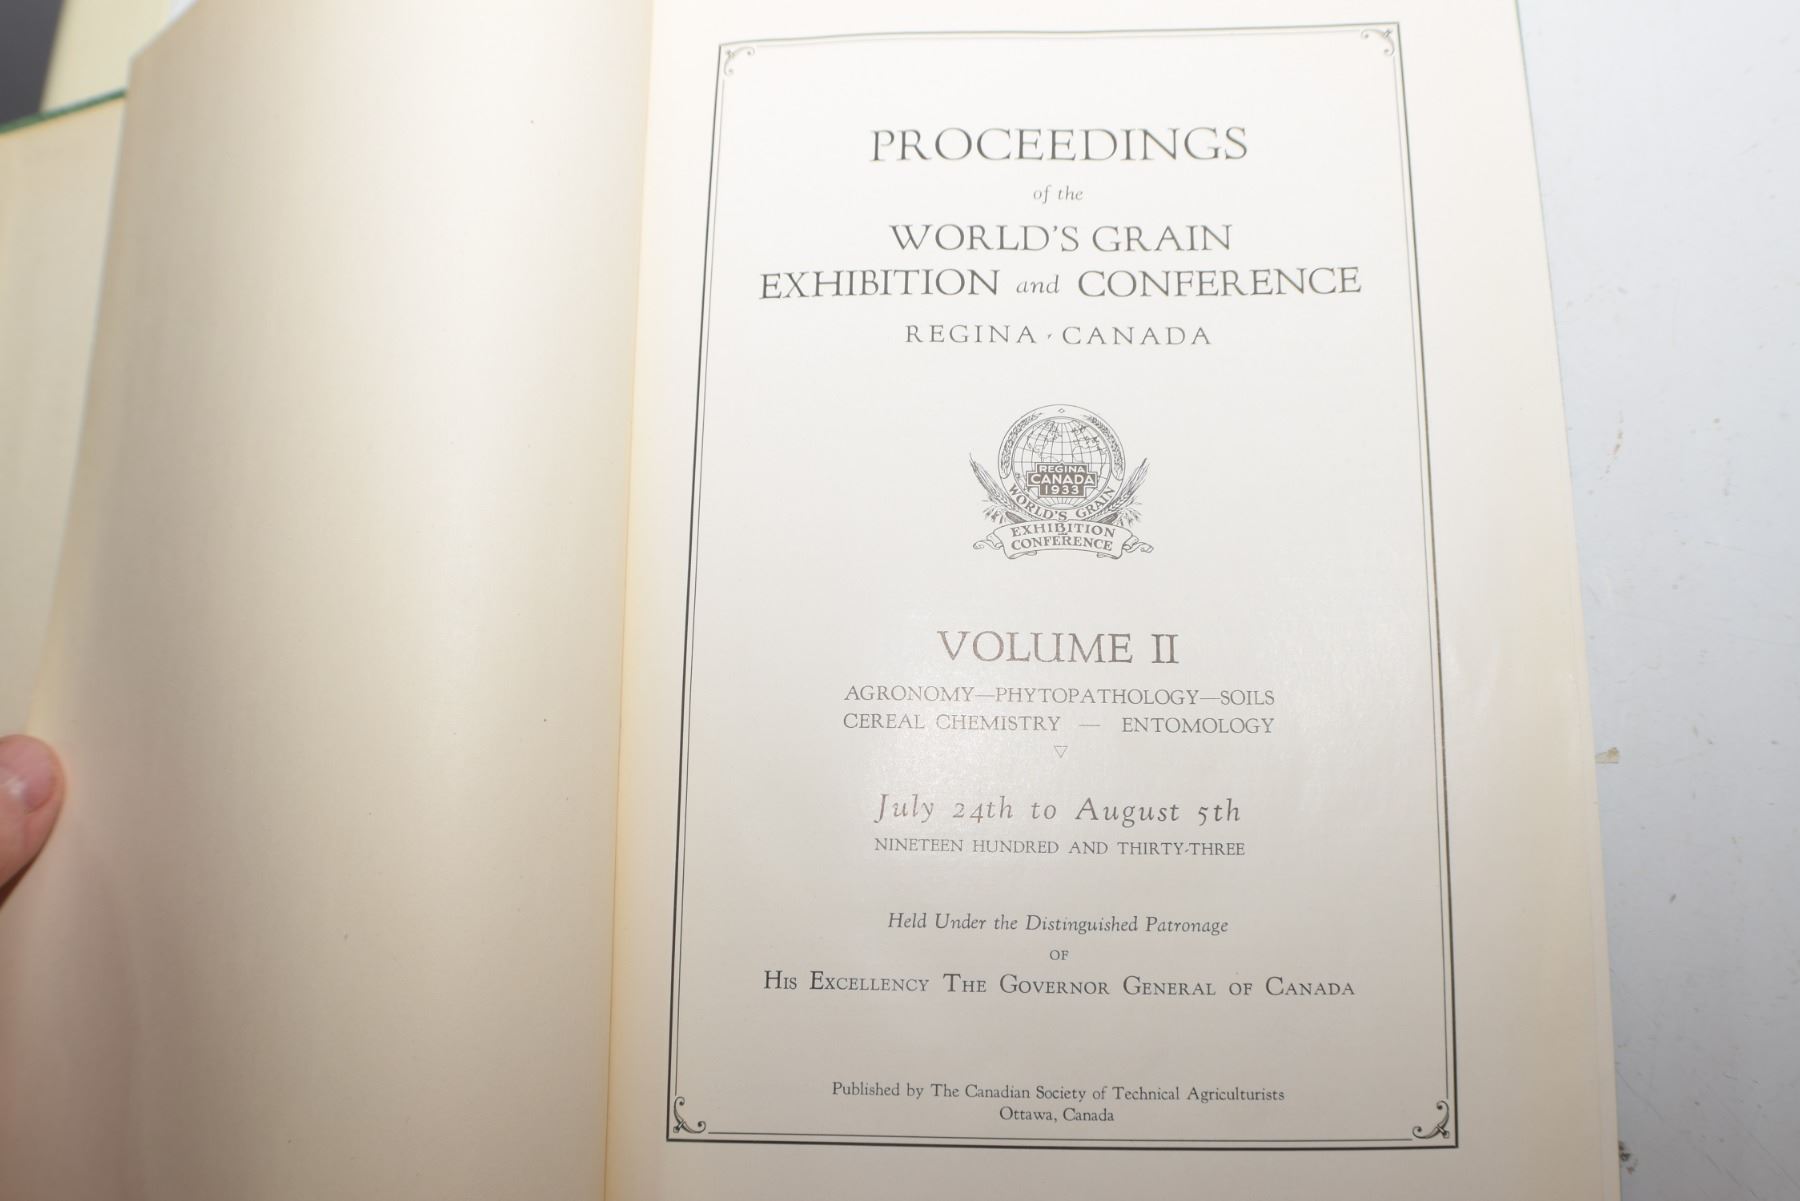 PROCEEDINGS
of the
WORLD'S GRAIN
EXHIBITION and CONFERENCE
REGINA · CANADA
REGINA
CANADA
1933
WORLD'S GRAIN
EXHIBITION
AND
CONFERENCE
VOLUME II
AGRONOMY—PHYTOPATHOLOGY—SOILS
CEREAL CHEMISTRY — ENTOMOLOGY
July 24th to August 5th
NINETEEN HUNDRED AND THIRTY-THREE
Held Under the Distinguished Patronage
OF
HIS EXCELLENCY THE GOVERNOR GENERAL OF CANADA
Published by The Canadian Society of Technical Agriculturists
Ottawa, Canada